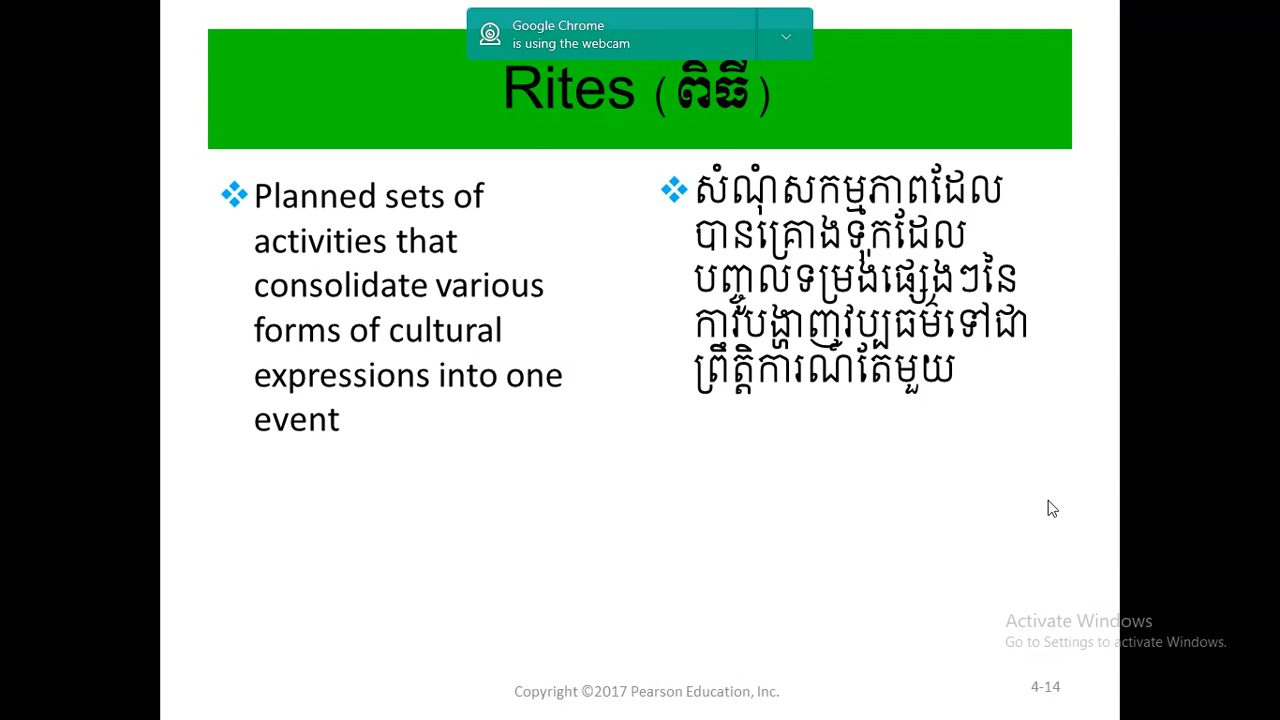 Google Chrome
is using the webcam
Rites (ពិធី)
Planned sets of
activities that
consolidate various
forms of cultural
expressions into one
event
សំណុំសកម្មភាពដែល
បានគ្រោងទុកដែល
បញ្ចូលទម្រង់ផ្សេងៗនៃ
ការបង្ហាញវប្បធម៌ទៅជា
ព្រឹត្តិការណ៍តែមួយ
Activate Windows
Go to Settings to activate Windows.
Copyright ©2017 Pearson Education, Inc.
4-14